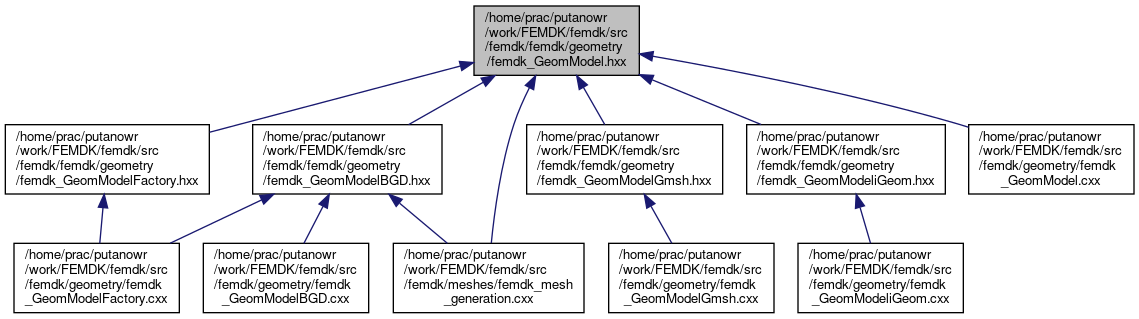 /home/prac/putanowr
/work/FEMDK/femdk/src
/femdk/femdk/geometry
/femdk_GeomModel.hxx
/home/prac/putanowr
/work/FEMDK/femdk/src
/femdk/femdk/geometry
/femdk_GeomModelFactory.hxx
/home/prac/putanowr
/work/FEMDK/femdk/src
/femdk/femdk/geometry
/femdk_GeomModelBGD.hxx
/home/prac/putanowr
/work/FEMDK/femdk/src
/femdk/femdk/geometry
/femdk_GeomModelGmsh.hxx
/home/prac/putanowr
/work/FEMDK/femdk/src
/femdk/femdk/geometry
/femdk_GeomModeliGeom.hxx
/home/prac/putanowr
/work/FEMDK/femdk/src
/femdk/geometry/femdk
_GeomModel.cxx
/home/prac/putanowr
/work/FEMDK/femdk/src
/femdk/geometry/femdk
_GeomModelFactory.cxx
/home/prac/putanowr
/work/FEMDK/femdk/src
/femdk/geometry/femdk
_GeomModelBGD.cxx
/home/prac/putanowr
/work/FEMDK/femdk/src
/femdk/meshes/femdk_mesh
_generation.cxx
/home/prac/putanowr
/work/FEMDK/femdk/src
/femdk/geometry/femdk
_GeomModelGmsh.cxx
/home/prac/putanowr
/work/FEMDK/femdk/src
/femdk/geometry/femdk
_GeomModeliGeom.cxx